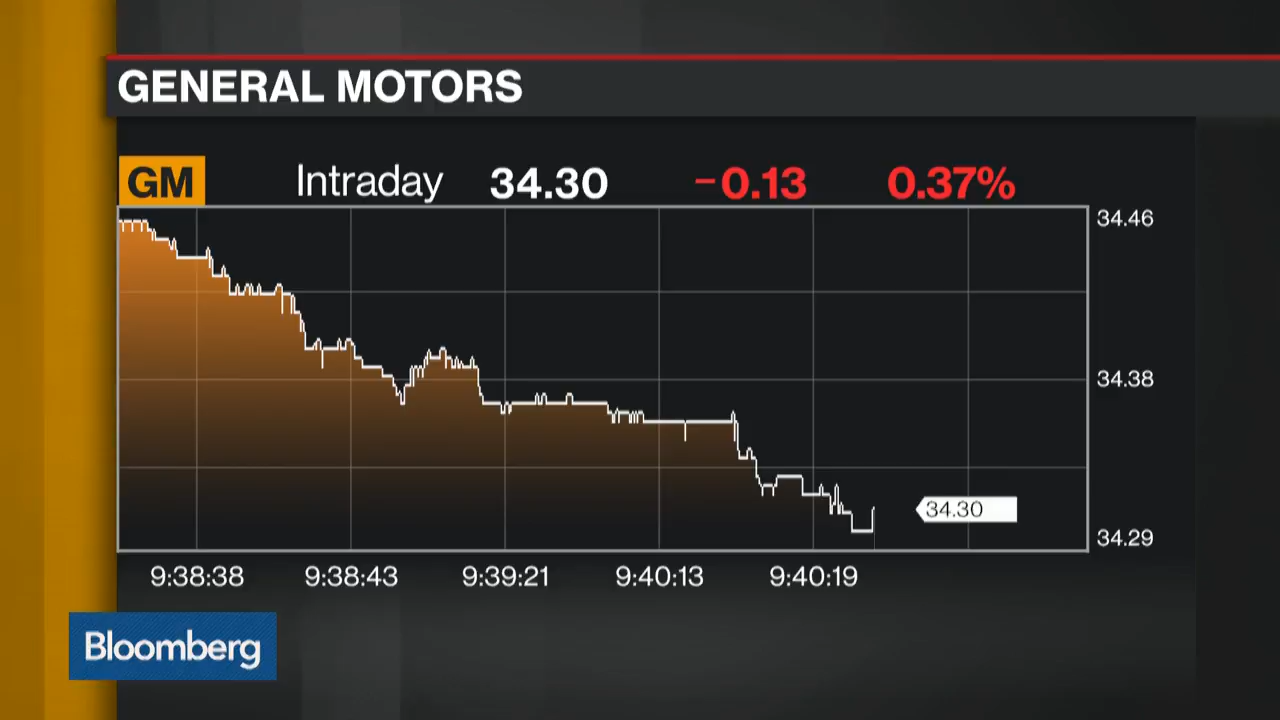 GENERAL MOTORS
GM Intraday 34.30 −0.13 0.37%
34.46
34.38
34.30
34.29
9:38:38 9:38:43 9:39:21 9:40:13 9:40:19
Bloomberg